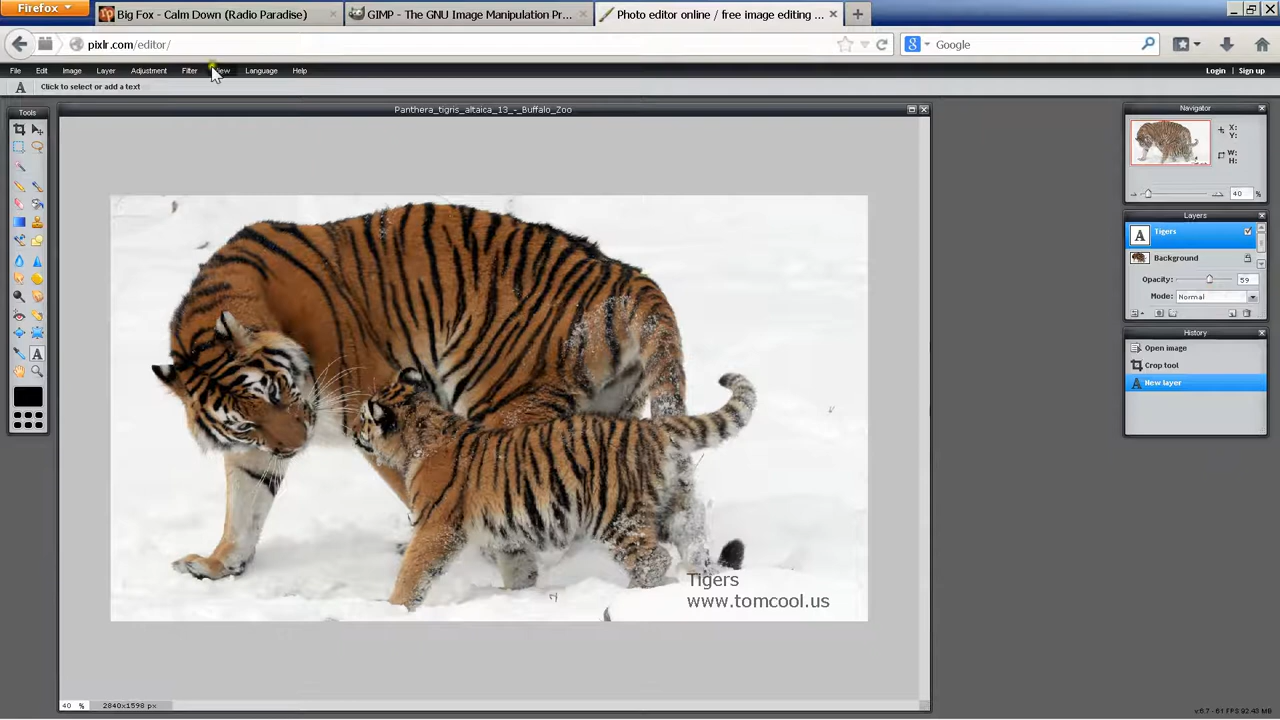 Firefox
Big Fox - Calm Down (Radio Paradise)
GIMP - The GNU Image Manipulation Pr...
Photo editor online / free image editing ...
pixlr.com/editor/
Google
File Edit Image Layer Adjustment Filter View Language Help
Login Sign up
A Click to select or add a text
Tools
Panthera_tigris_altaica_13_-_Buffalo_Zoo
Navigator
X:
Y:
W:
H:
40 %
Layers
A Tigers
Background
Opacity: 59
Mode: Normal
History
Open image
Crop tool
A New layer
A
Tigers
www.tomcool.us
40 % 2840x1598 px